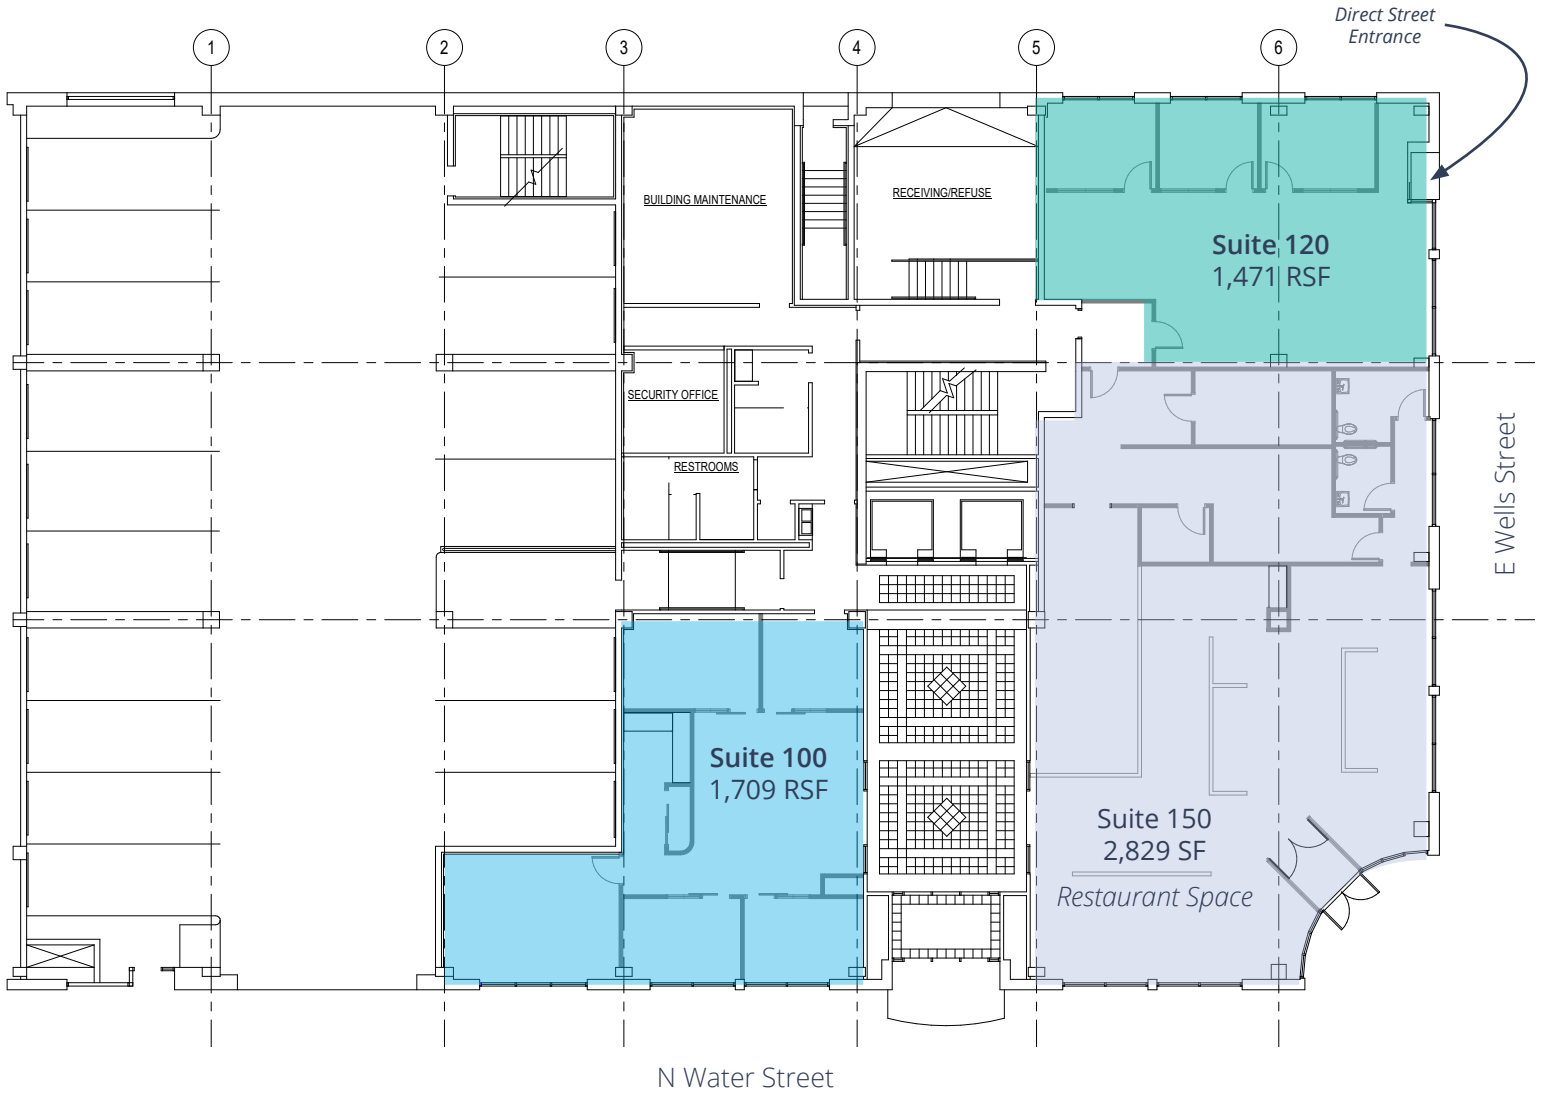 Direct Street
Entrance
1
2
3
4
5
6
BUILDING MAINTENANCE
RECEIVING/REFUSE
Suite 120
1,471 RSF
SECURITY OFFICE
RESTROOMS
E Wells Street
Suite 100
1,709 RSF
Suite 150
2,829 SF
Restaurant Space
N Water Street